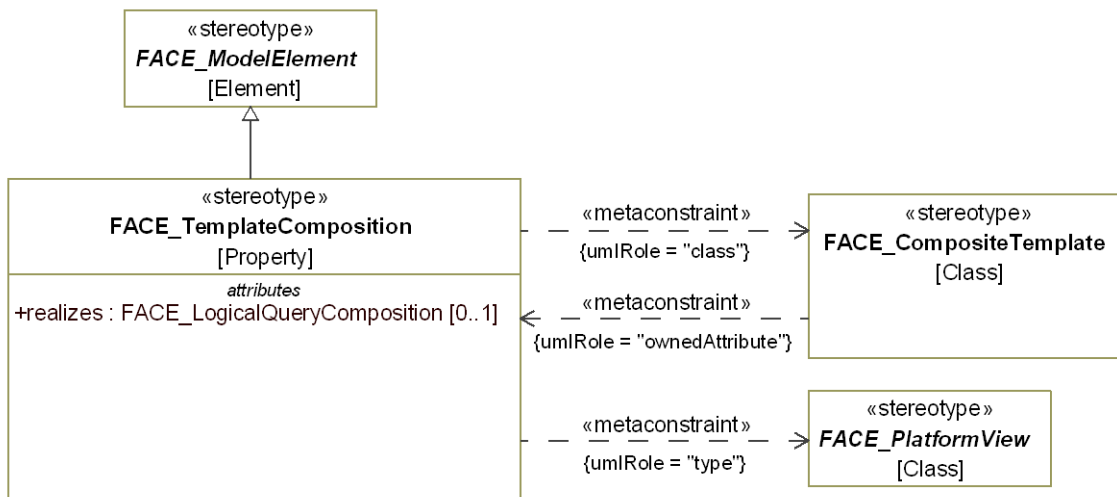 «stereotype»
FACE_ModelElement
[Element]
«stereotype»
FACE_TemplateComposition
[Property]
attributes
+realizes : FACE_LogicalQueryComposition [0..1]
«metaconstraint»
{umlRole = "class"}
«stereotype»
FACE_CompositeTemplate
[Class]
«metaconstraint»
{umlRole = "ownedAttribute"}
«metaconstraint»
{umlRole = "type"}
«stereotype»
FACE_PlatformView
[Class]